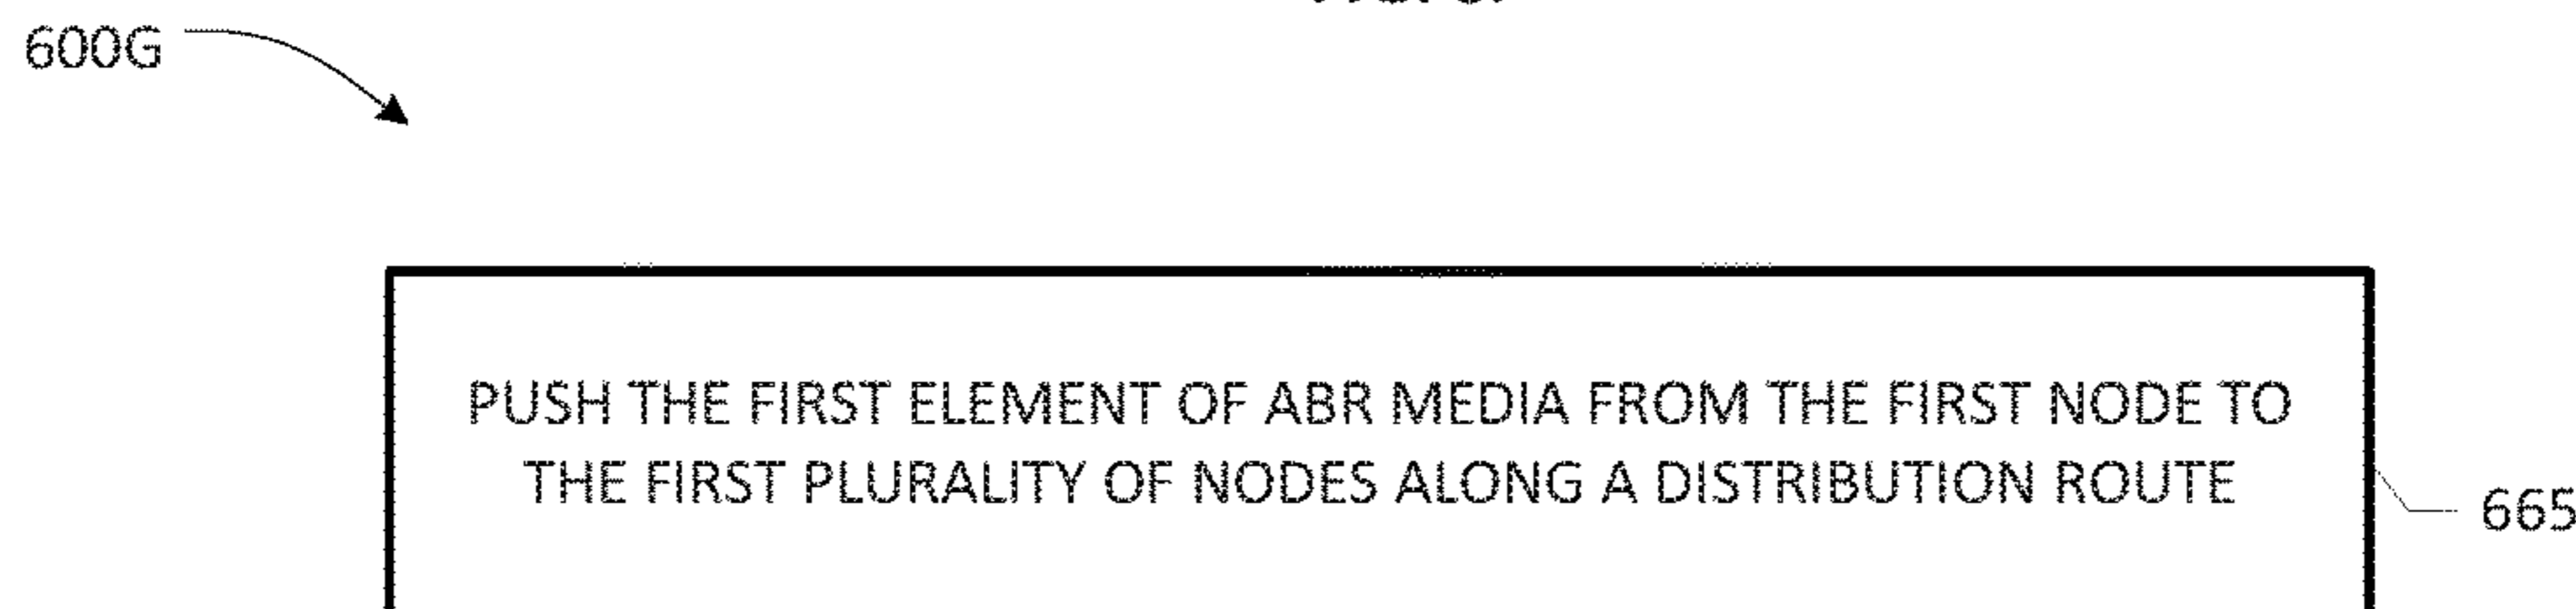 600G
PUSH THE FIRST ELEMENT OF ABR MEDIA FROM THE FIRST NODE TO
THE FIRST PLURALITY OF NODES ALONG A DISTRIBUTION ROUTE
665